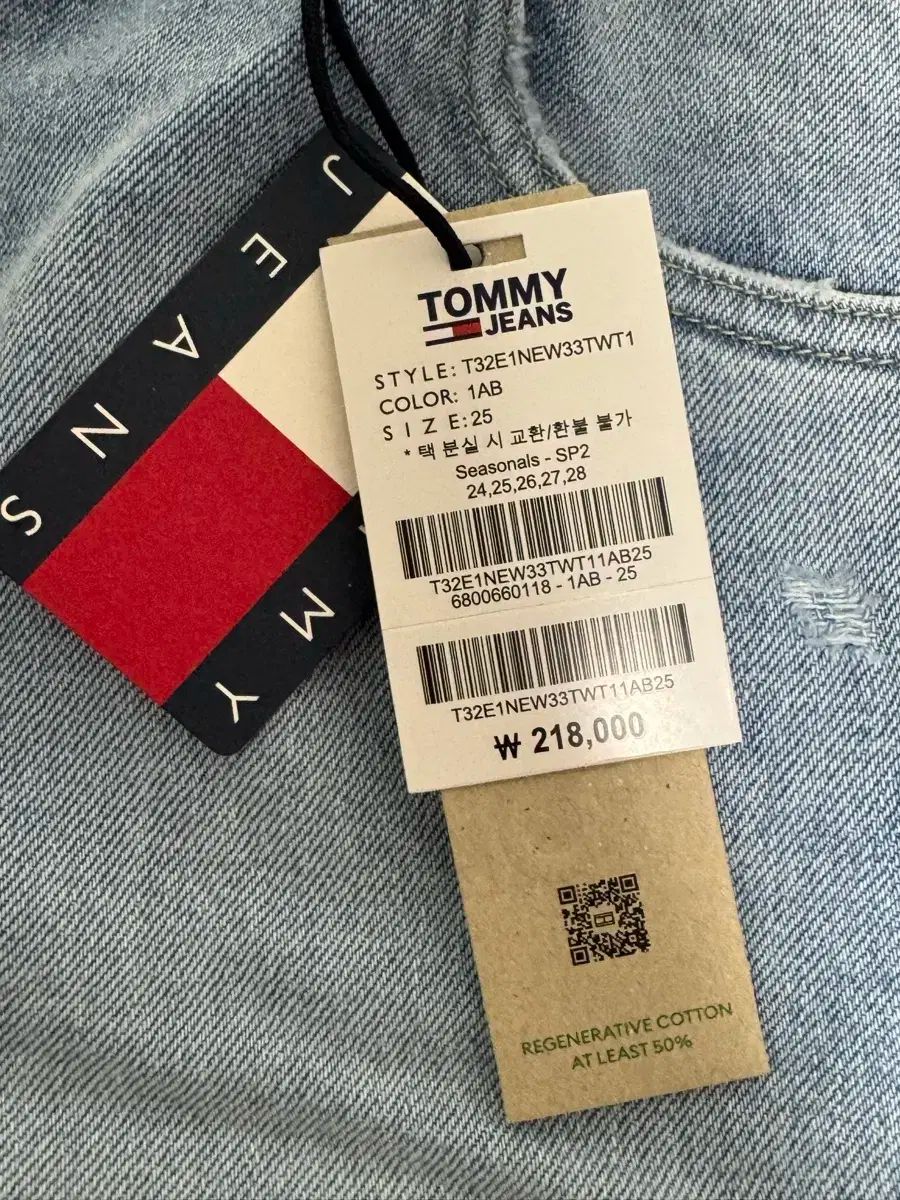 JEANS
MMY
TOMMY
JEANS
STYLE: T32E1NEW33TWT1
COLOR: 1AB
SIZE:25
* 택 분실 시 교환/환불 불가
Seasonals - SP2
24,25,26,27,28
T32E1NEW33TWT11AB25
6800660118 - 1AB - 25
T32E1NEW33TWT11AB25
₩ 218,000
REGENERATIVE COTTON
AT LEAST 50%